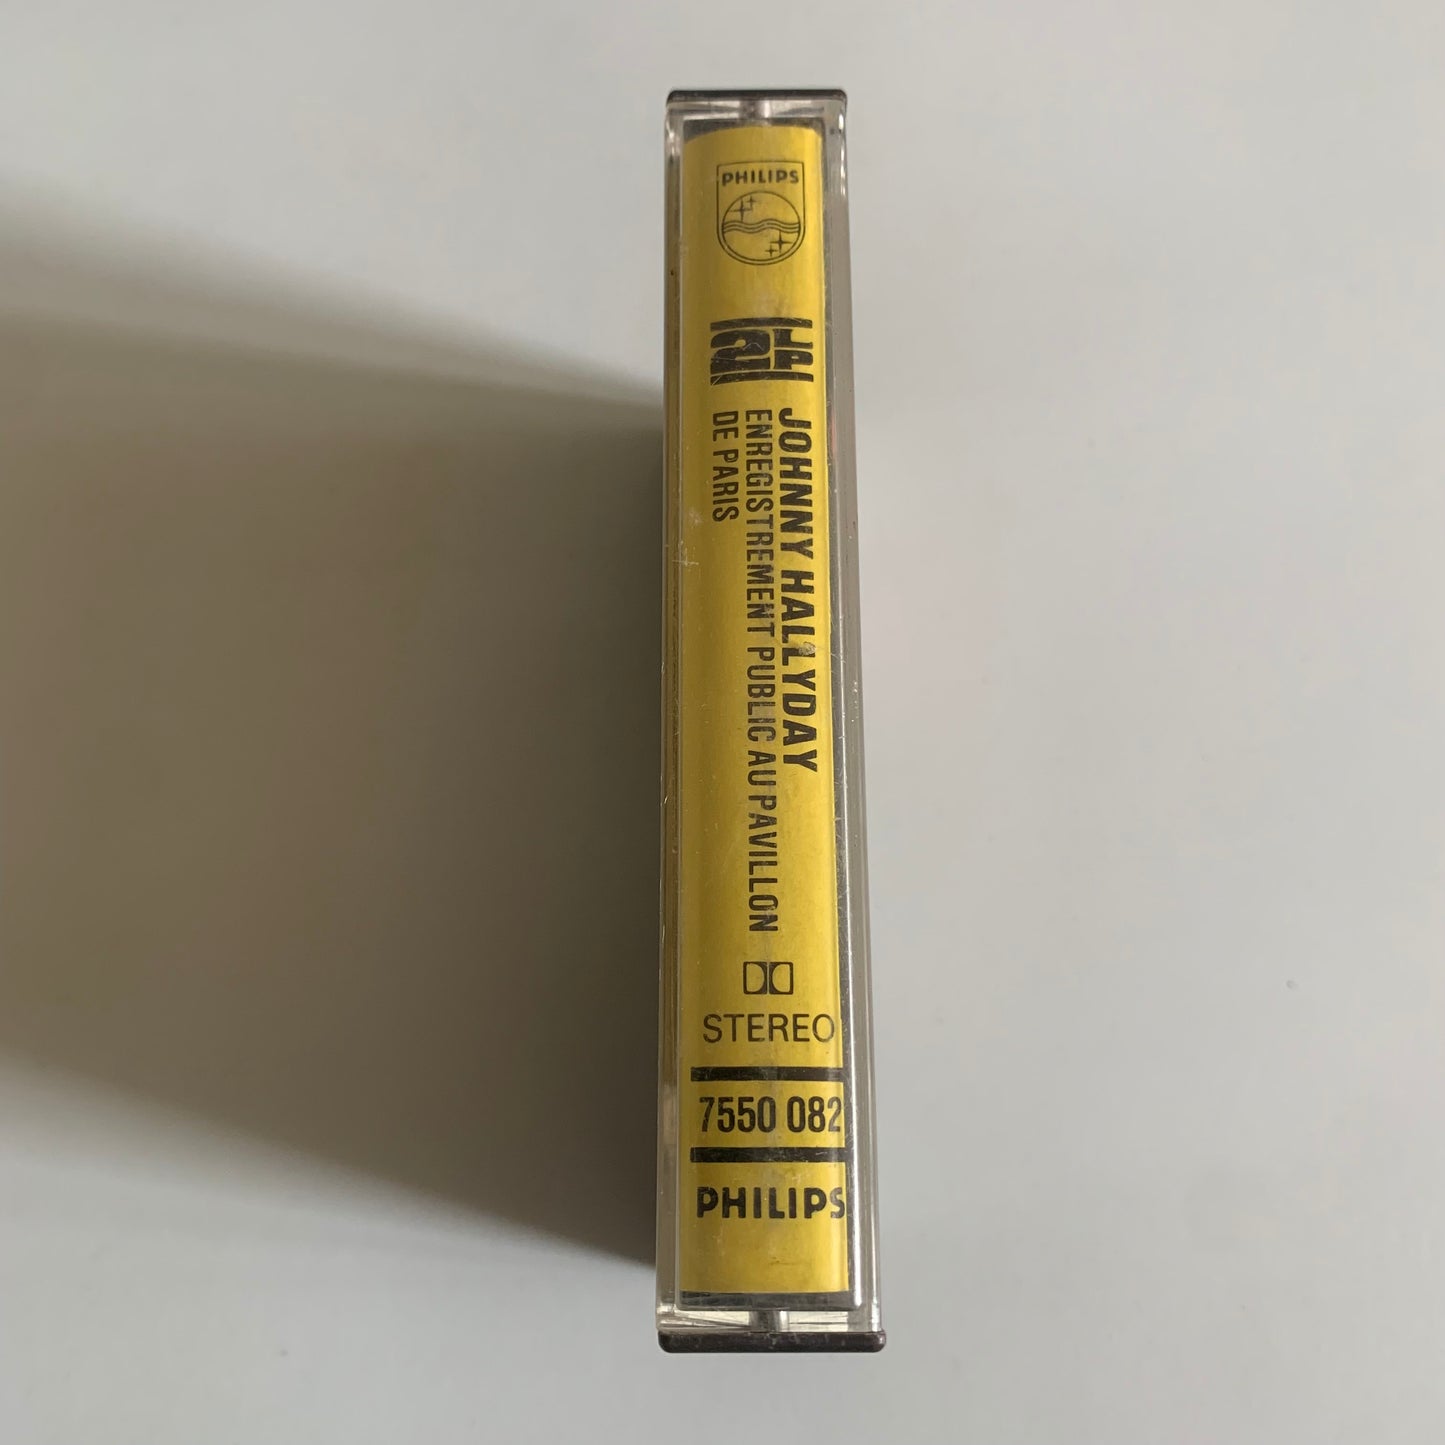 PHILIPS
JOHNNY HALLYDAY
ENREGISTREMENT PUBLIC AU PAVILLON
DE PARIS
STEREO
7550 082
PHILIPS